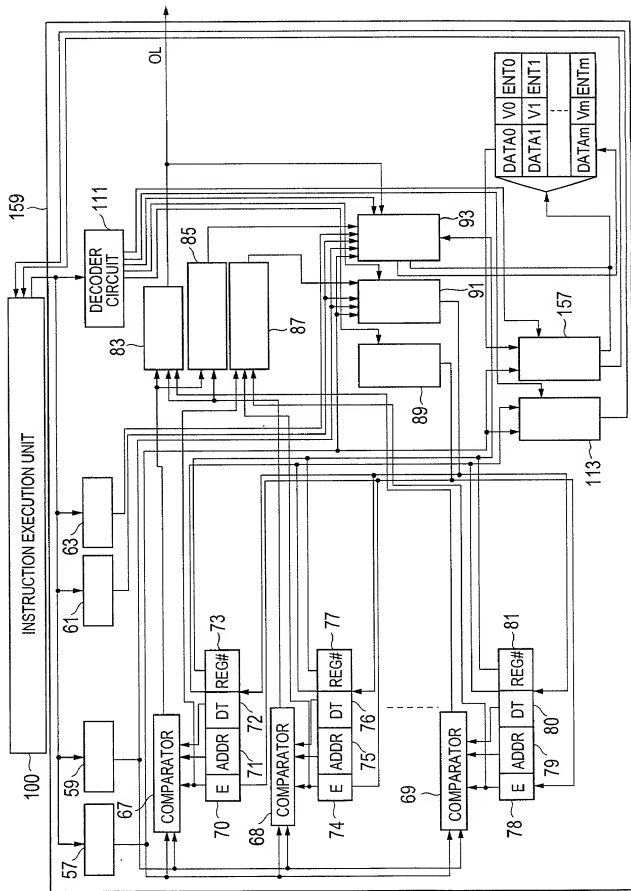 159
OL
INSTRUCTION EXECUTION UNIT
100
111
DECODER
CIRCUIT
57
59
61
63
83
85
87
89
91
93
113
157
DATA0 V0 ENT0
DATA1 V1 ENT1
DATAm Vm ENTm
67
COMPARATOR
E ADDR DT REG#
70 71 72 73
68
COMPARATOR
E ADDR DT REG#
74 75 76 77
69
COMPARATOR
E ADDR DT REG#
78 79 80 81